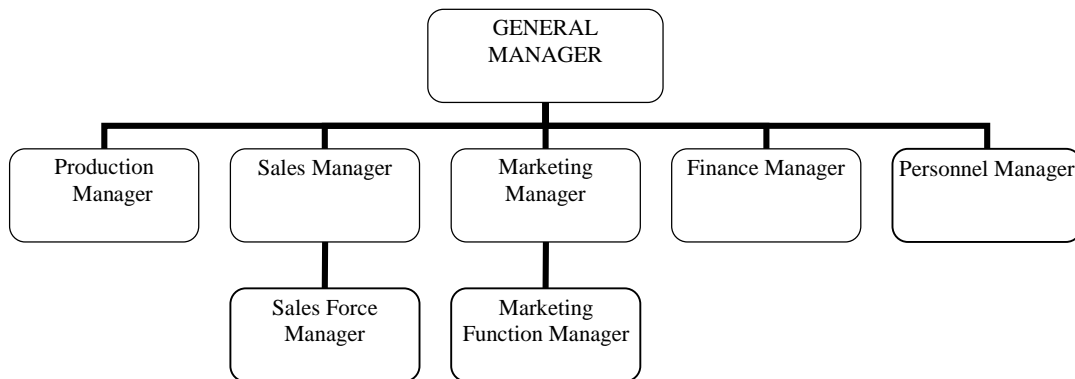 GENERAL
MANAGER
Production
Manager
Sales Manager
Marketing
Manager
Finance Manager
Personnel Manager
Sales Force
Manager
Marketing
Function Manager